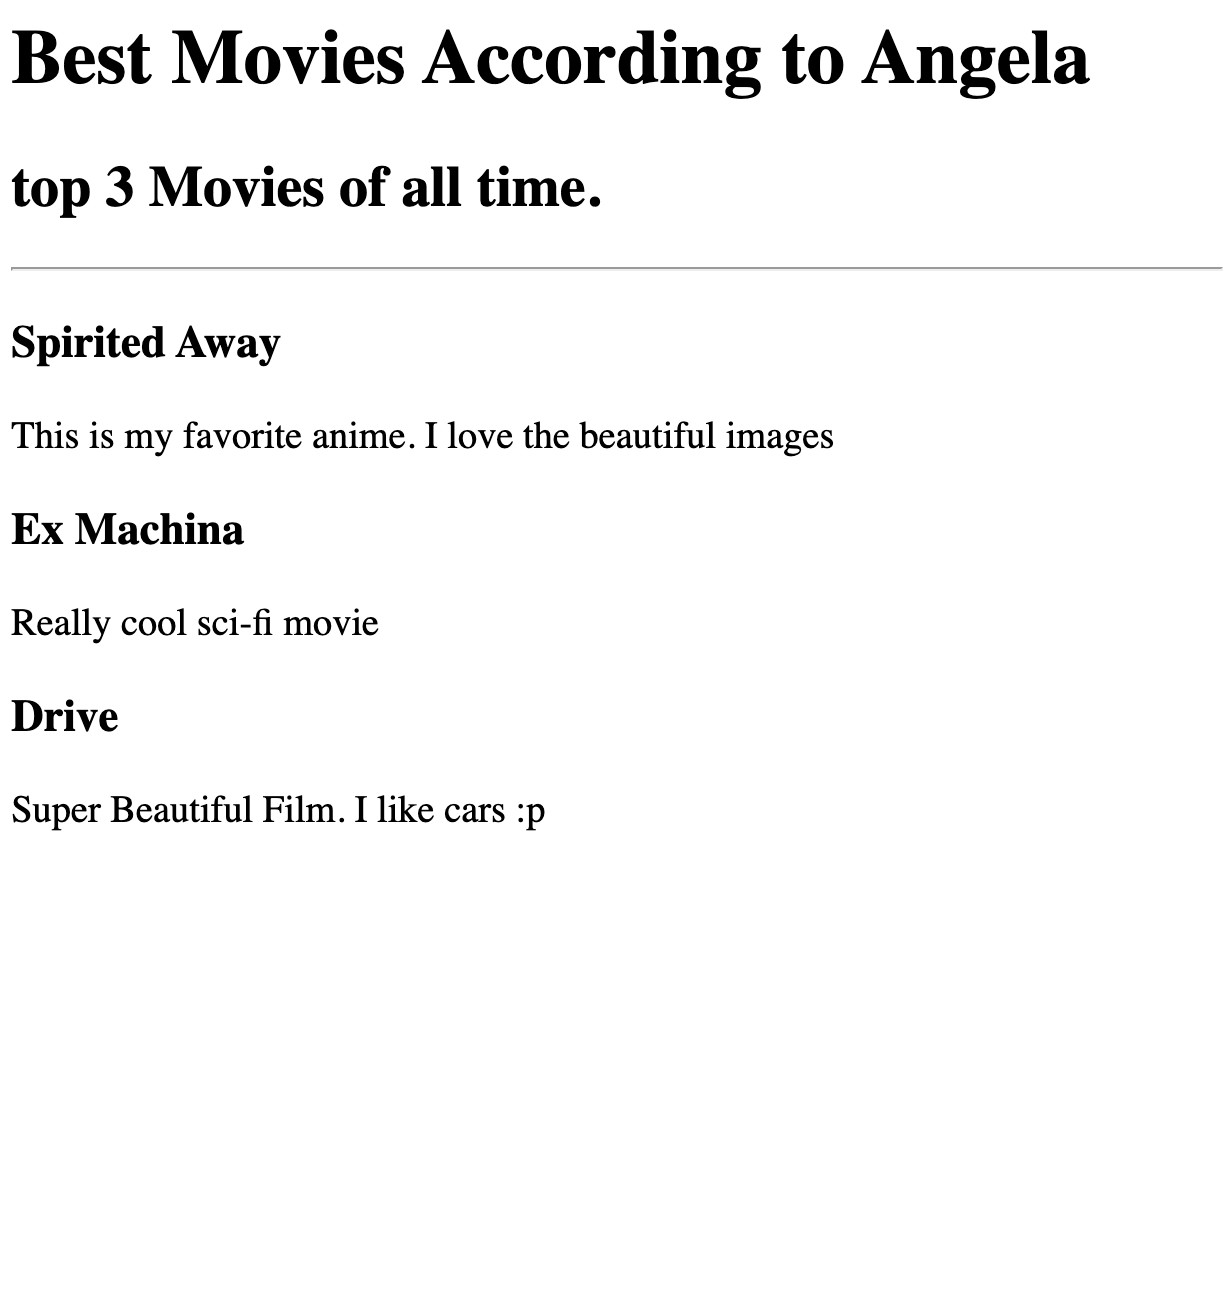 Best Movies According to Angela
top 3 Movies of all time.
Spirited Away
This is my favorite anime. I love the beautiful images
Ex Machina
Really cool sci-fi movie
Drive
Super Beautiful Film. I like cars :p